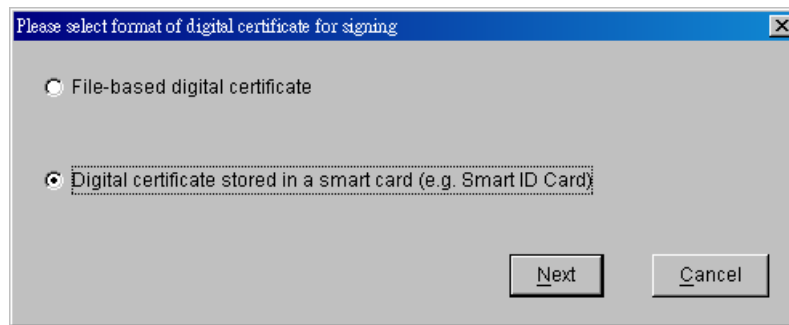 Please select format of digital certificate for signing
File-based digital certificate
Digital certificate stored in a smart card (e.g. Smart ID Card)
Next
Cancel